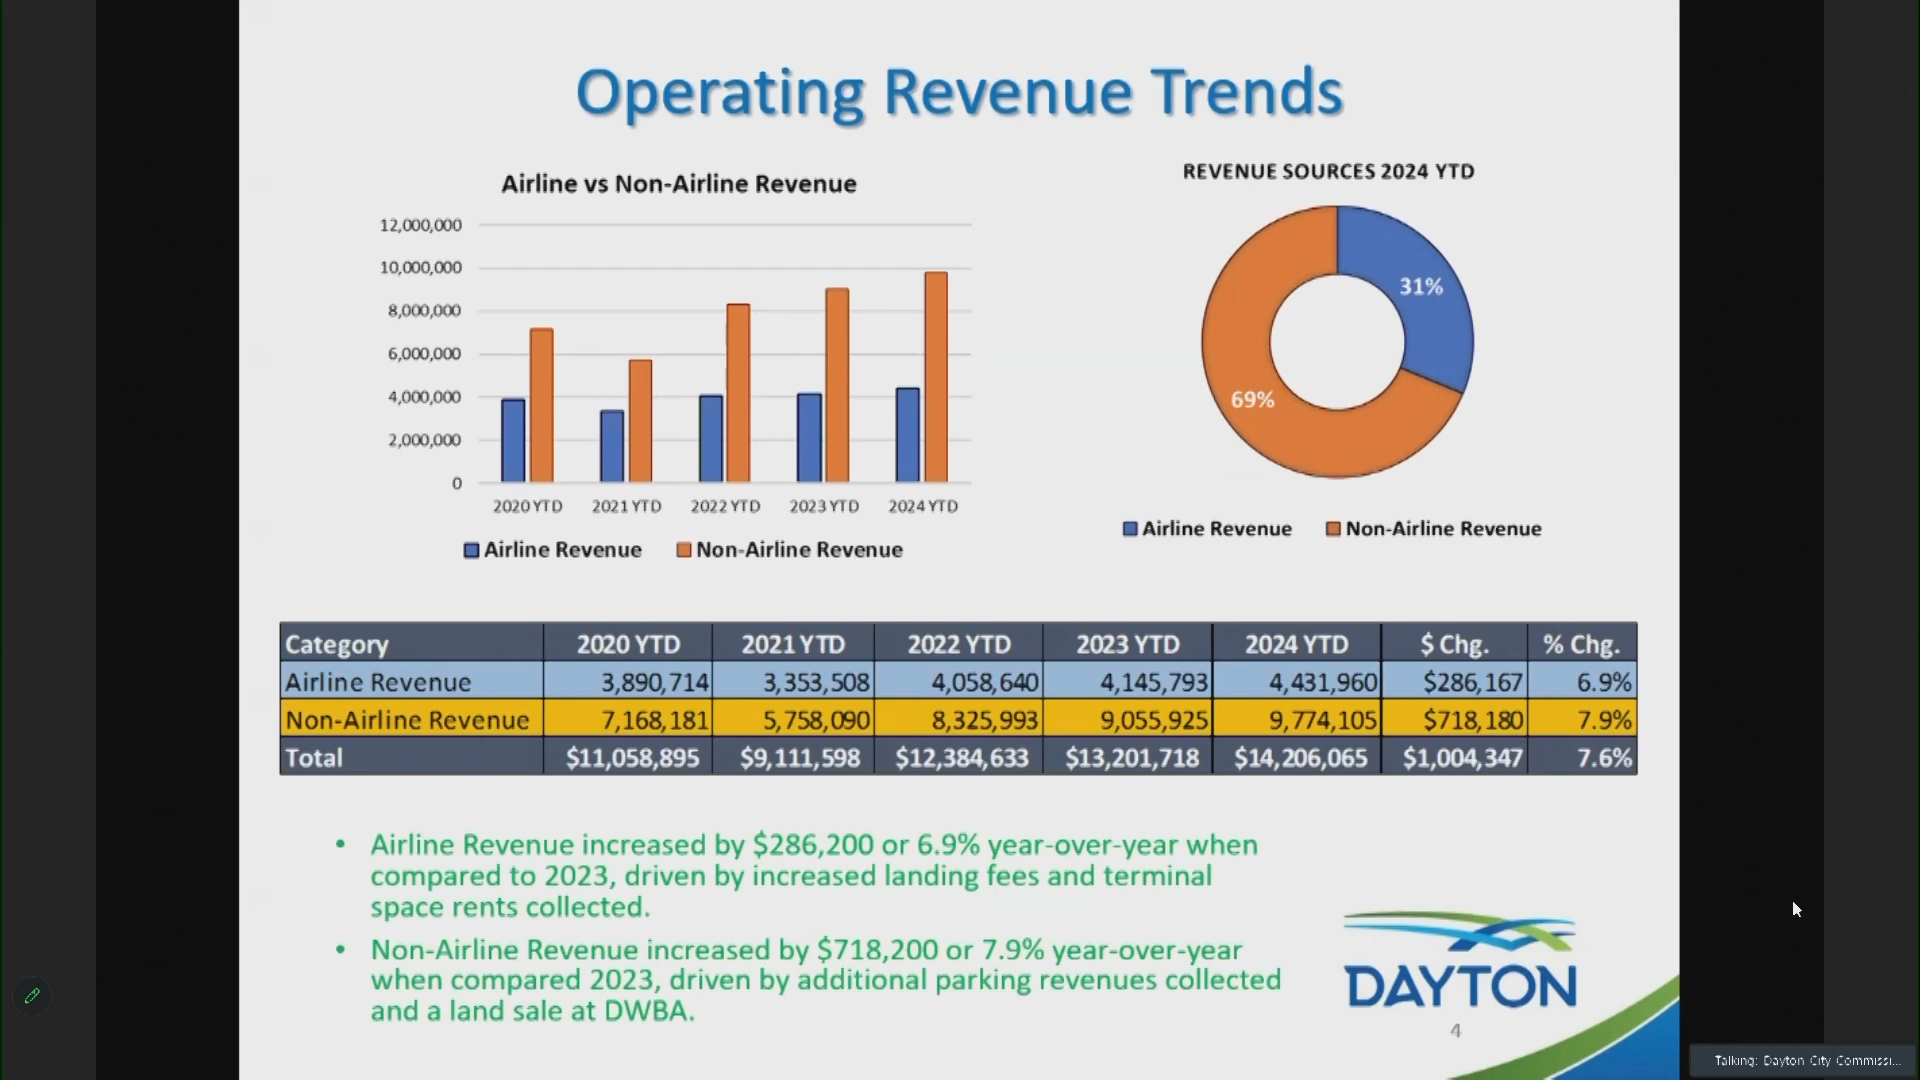 Operating Revenue Trends
Airline vs Non-Airline Revenue
12,000,000
10,000,000
8,000,000
6,000,000
4,000,000
2,000,000
0
2020 YTD 2021 YTD 2022 YTD 2023 YTD 2024 YTD
Airline Revenue Non-Airline Revenue
REVENUE SOURCES 2024 YTD
31%
69%
Airline Revenue Non-Airline Revenue
Category 2020 YTD 2021 YTD 2022 YTD 2023 YTD 2024 YTD $ Chg. % Chg.
Airline Revenue 3,890,714 3,353,508 4,058,640 4,145,793 4,431,960 $286,167 6.9%
Non-Airline Revenue 7,168,181 5,758,090 8,325,993 9,055,925 9,774,105 $718,180 7.9%
Total $11,058,895 $9,111,598 $12,384,633 $13,201,718 $14,206,065 $1,004,347 7.6%
• Airline Revenue increased by $286,200 or 6.9% year-over-year when
compared to 2023, driven by increased landing fees and terminal
space rents collected.
• Non-Airline Revenue increased by $718,200 or 7.9% year-over-year
when compared 2023, driven by additional parking revenues collected
and a land sale at DWBA.
DAYTON
4
Talking: Dayton City Commissi...